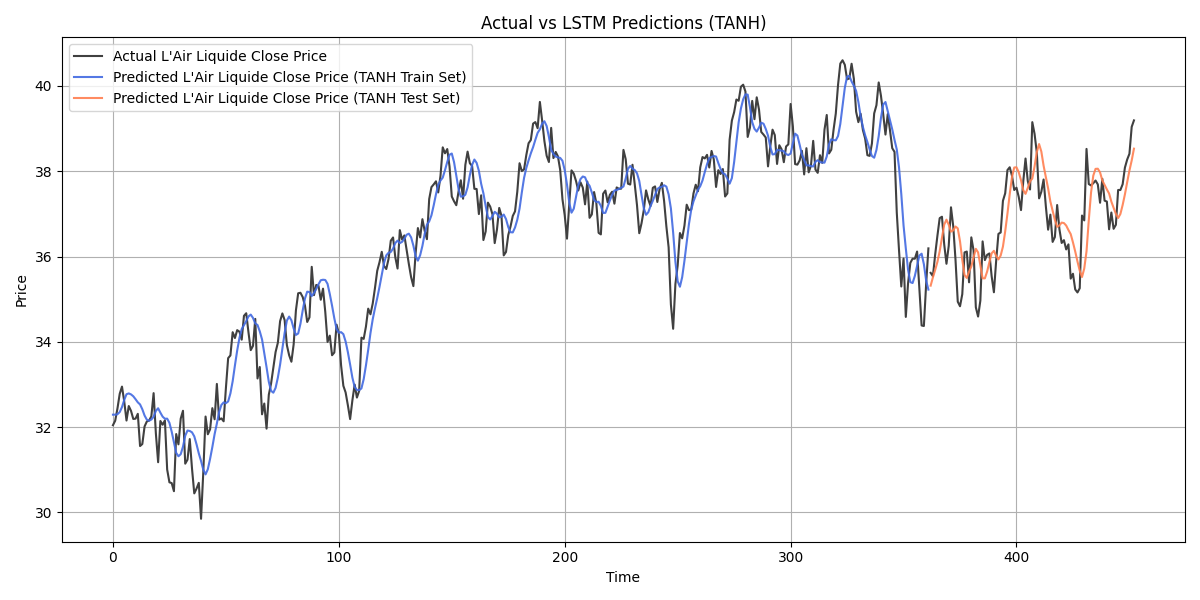 Actual vs LSTM Predictions (TANH)
Actual L'Air Liquide Close Price
Predicted L'Air Liquide Close Price (TANH Train Set)
Predicted L'Air Liquide Close Price (TANH Test Set)
40
38
36
34
32
30
Price
0 100 200 300 400
Time